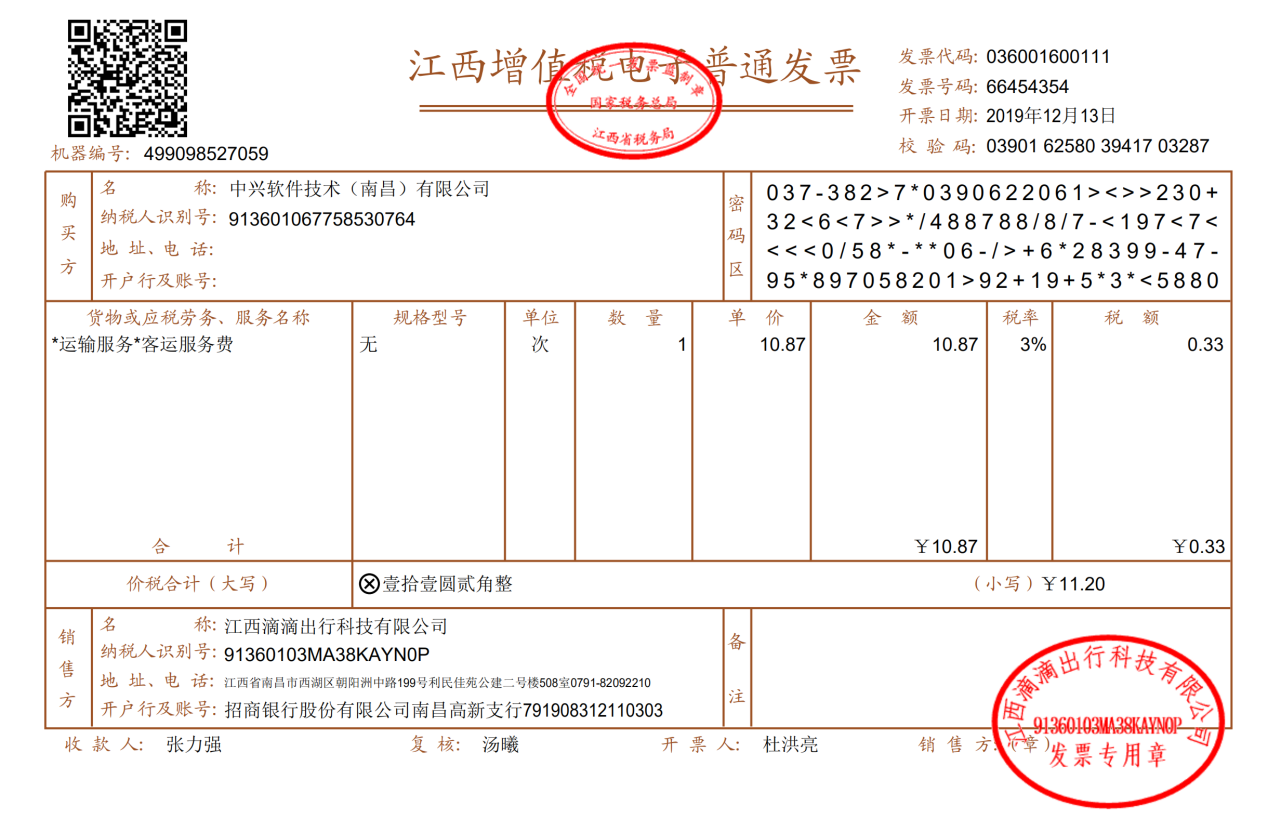 江西增值税电子普通发票
全国统一发票监制章
国家税务总局
江西省税务局
发票代码: 036001600111
发票号码: 66454354
开票日期: 2019年12月13日
校验码: 03901 62580 39417 03287
机器编号: 499098527059
购买方
名称: 中兴软件技术（南昌）有限公司
纳税人识别号: 913601067758530764
地址、电话:
开户行及账号:
密码区
037-382>7*0390622061><>>230+
32<6<7>>*/488788/8/7-<197<7<
<<<0/58*-**06-/>+6*28399-47-
95*897058201>92+19+5*3*<5880
货物或应税劳务、服务名称 规格型号 单位 数量 单价 金额 税率 税额
*运输服务*客运服务费 无 次 1 10.87 10.87 3% 0.33
合计 ￥10.87 ￥0.33
价税合计（大写） ⊗壹拾壹圆贰角整 （小写）￥11.20
销售方
名称: 江西滴滴出行科技有限公司
纳税人识别号: 91360103MA38KAYN0P
地址、电话: 江西省南昌市西湖区朝阳洲中路199号利民佳苑公建二号楼508室0791-82092210
开户行及账号: 招商银行股份有限公司南昌高新支行791908312110303
备注
收款人: 张力强 复核: 汤曦 开票人: 杜洪亮 销售方:（章）
江西滴滴出行科技有限公司
91360103MA38KAYN0P
发票专用章